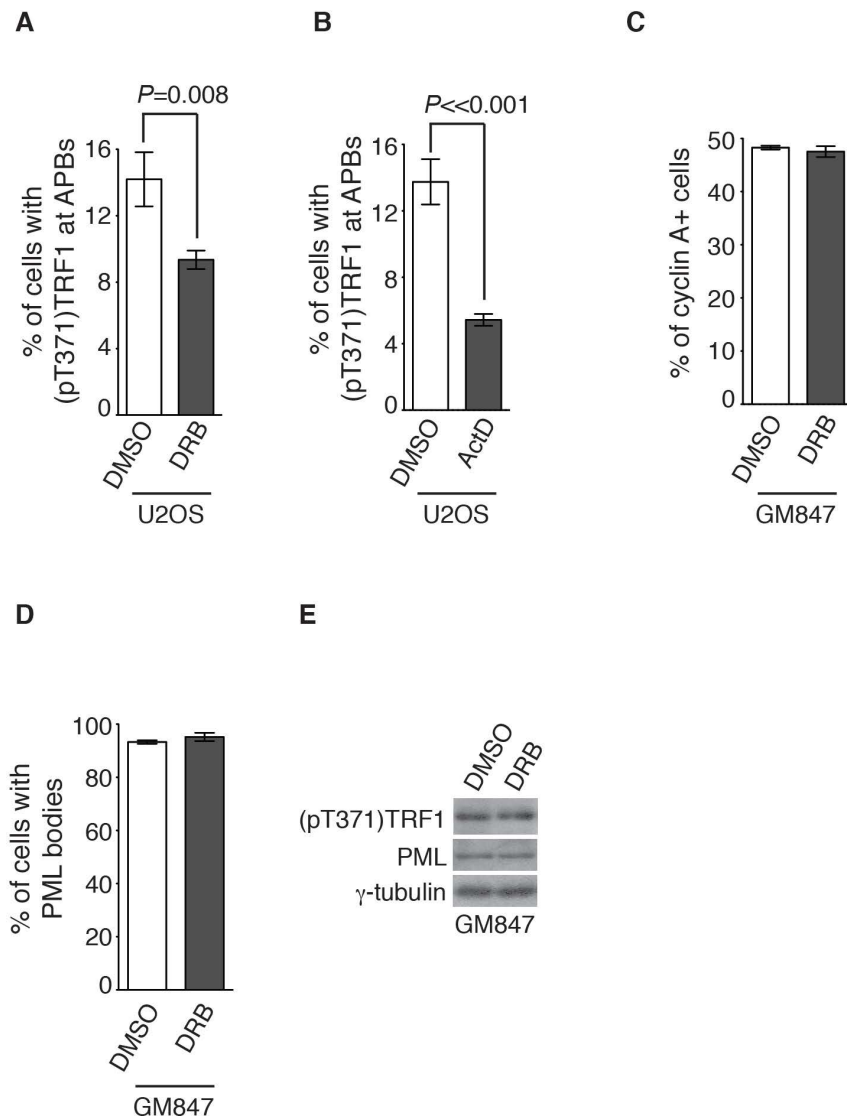 A
P=0.008
% of cells with
(pT371)TRF1 at APBs
16
12
8
4
0
DMSO
DRB
U2OS
B
P<<0.001
% of cells with
(pT371)TRF1 at APBs
16
12
8
4
0
DMSO
ActD
U2OS
C
% of cyclin A+ cells
50
40
30
20
10
0
DMSO
DRB
GM847
D
% of cells with
PML bodies
100
80
60
40
20
0
DMSO
DRB
GM847
E
DMSO
DRB
(pT371)TRF1
PML
γ-tubulin
GM847